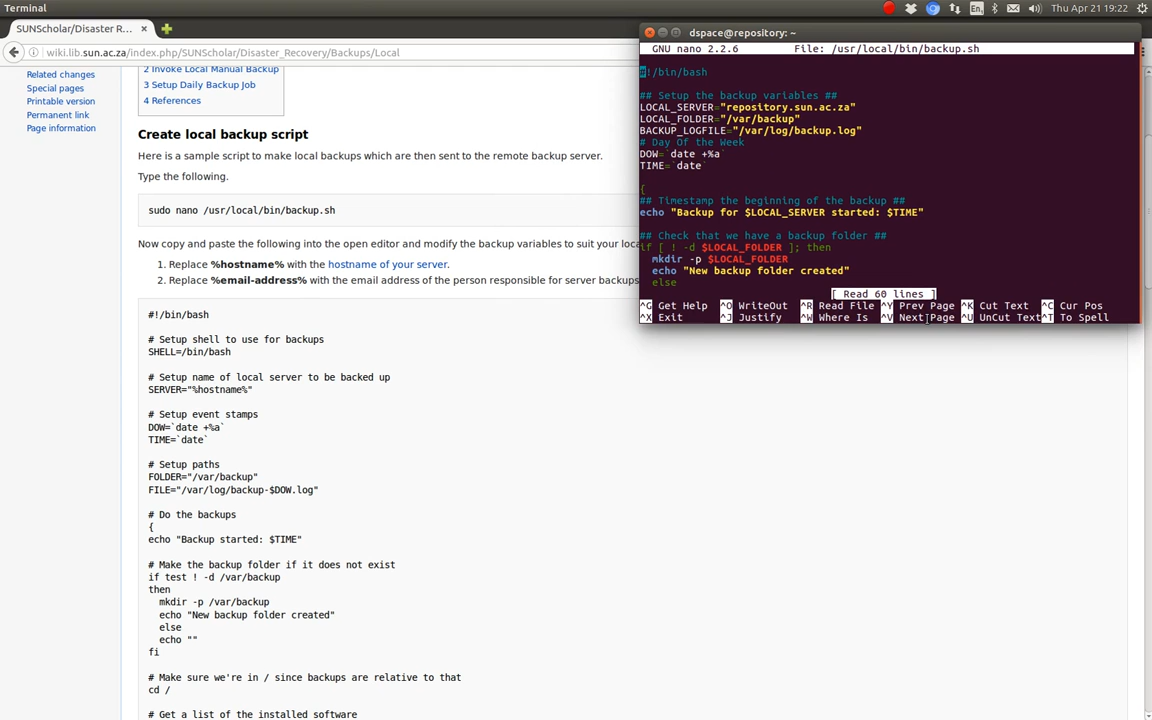 Terminal
En
Thu Apr 21 19:22
SUNScholar/Disaster R...
wiki.lib.sun.ac.za/index.php/SUNScholar/Disaster_Recovery/Backups/Local
Related changes
Special pages
Printable version
Permanent link
Page information
2 Invoke Local Manual Backup
3 Setup Daily Backup Job
4 References
Create local backup script
Here is a sample script to make local backups which are then sent to the remote backup server.
Type the following.
sudo nano /usr/local/bin/backup.sh
Now copy and paste the following into the open editor and modify the backup variables to suit your loc
1. Replace %hostname% with the hostname of your server.
2. Replace %email-address% with the email address of the person responsible for server backups
#!/bin/bash
# Setup shell to use for backups
SHELL=/bin/bash
# Setup name of local server to be backed up
SERVER="%hostname%"
# Setup event stamps
DOW=`date +%a`
TIME=`date`
# Setup paths
FOLDER="/var/backup"
FILE="/var/log/backup-$DOW.log"
# Do the backups
{
echo "Backup started: $TIME"
# Make the backup folder if it does not exist
if test ! -d /var/backup
then
mkdir -p /var/backup
echo "New backup folder created"
else
echo ""
fi
# Make sure we're in / since backups are relative to that
cd /
# Get a list of the installed software
dspace@repository: ~
GNU nano 2.2.6 File: /usr/local/bin/backup.sh
#!/bin/bash
## Setup the backup variables ##
LOCAL_SERVER="repository.sun.ac.za"
LOCAL_FOLDER="/var/backup"
BACKUP_LOGFILE="/var/log/backup.log"
# Day Of the Week
DOW=`date +%a`
TIME=`date`
{
## Timestamp the beginning of the backup ##
echo "Backup for $LOCAL_SERVER started: $TIME"
## Check that we have a backup folder ##
if [ ! -d $LOCAL_FOLDER ]; then
mkdir -p $LOCAL_FOLDER
echo "New backup folder created"
else
[ Read 60 lines ]
^G Get Help ^O WriteOut ^R Read File ^Y Prev Page ^K Cut Text ^C Cur Pos
^X Exit ^J Justify ^W Where Is ^V Next Page ^U UnCut Text ^T To Spell